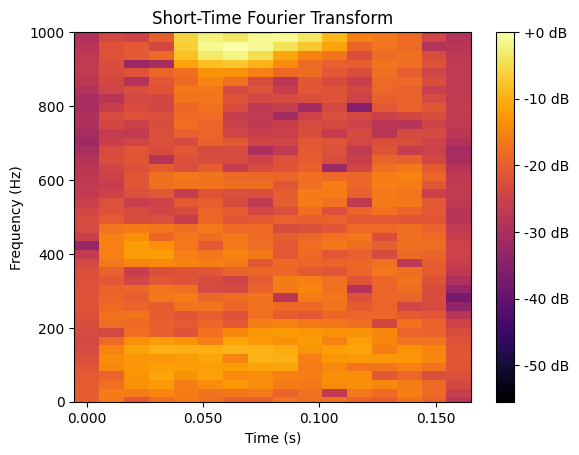 Short-Time Fourier Transform
Frequency (Hz)
1000
800
600
400
200
0
0.000
0.050
0.100
0.150
Time (s)
+0 dB
-10 dB
-20 dB
-30 dB
-40 dB
-50 dB